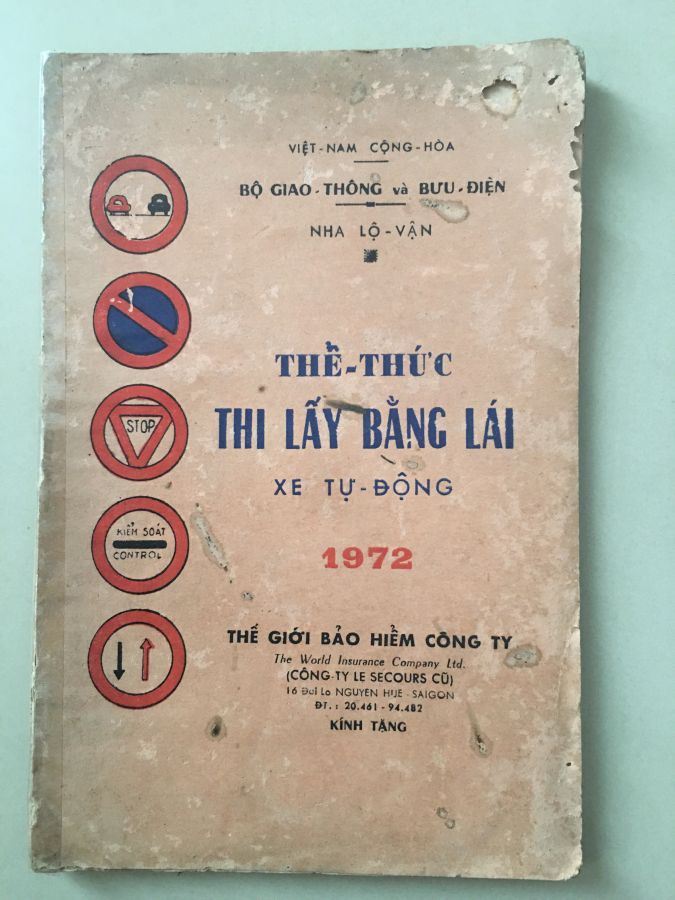 VIỆT-NAM CỘNG-HÒA
BỘ GIAO-THÔNG và BƯU-ĐIỆN
NHA LỘ-VẬN
THỂ-THỨC
THI LẤY BẰNG LÁI
XE TỰ-ĐỘNG
1972
STOP
KIỂM SOÁT
CONTROL
THẾ GIỚI BẢO HIỂM CÔNG TY
The World Insurance Company Ltd.
(CÔNG-TY LE SECOURS CŨ)
16 Đại Lộ NGUYỄN HUỆ - SAIGON
ĐT. : 20.461 - 94.482
KÍNH TẶNG